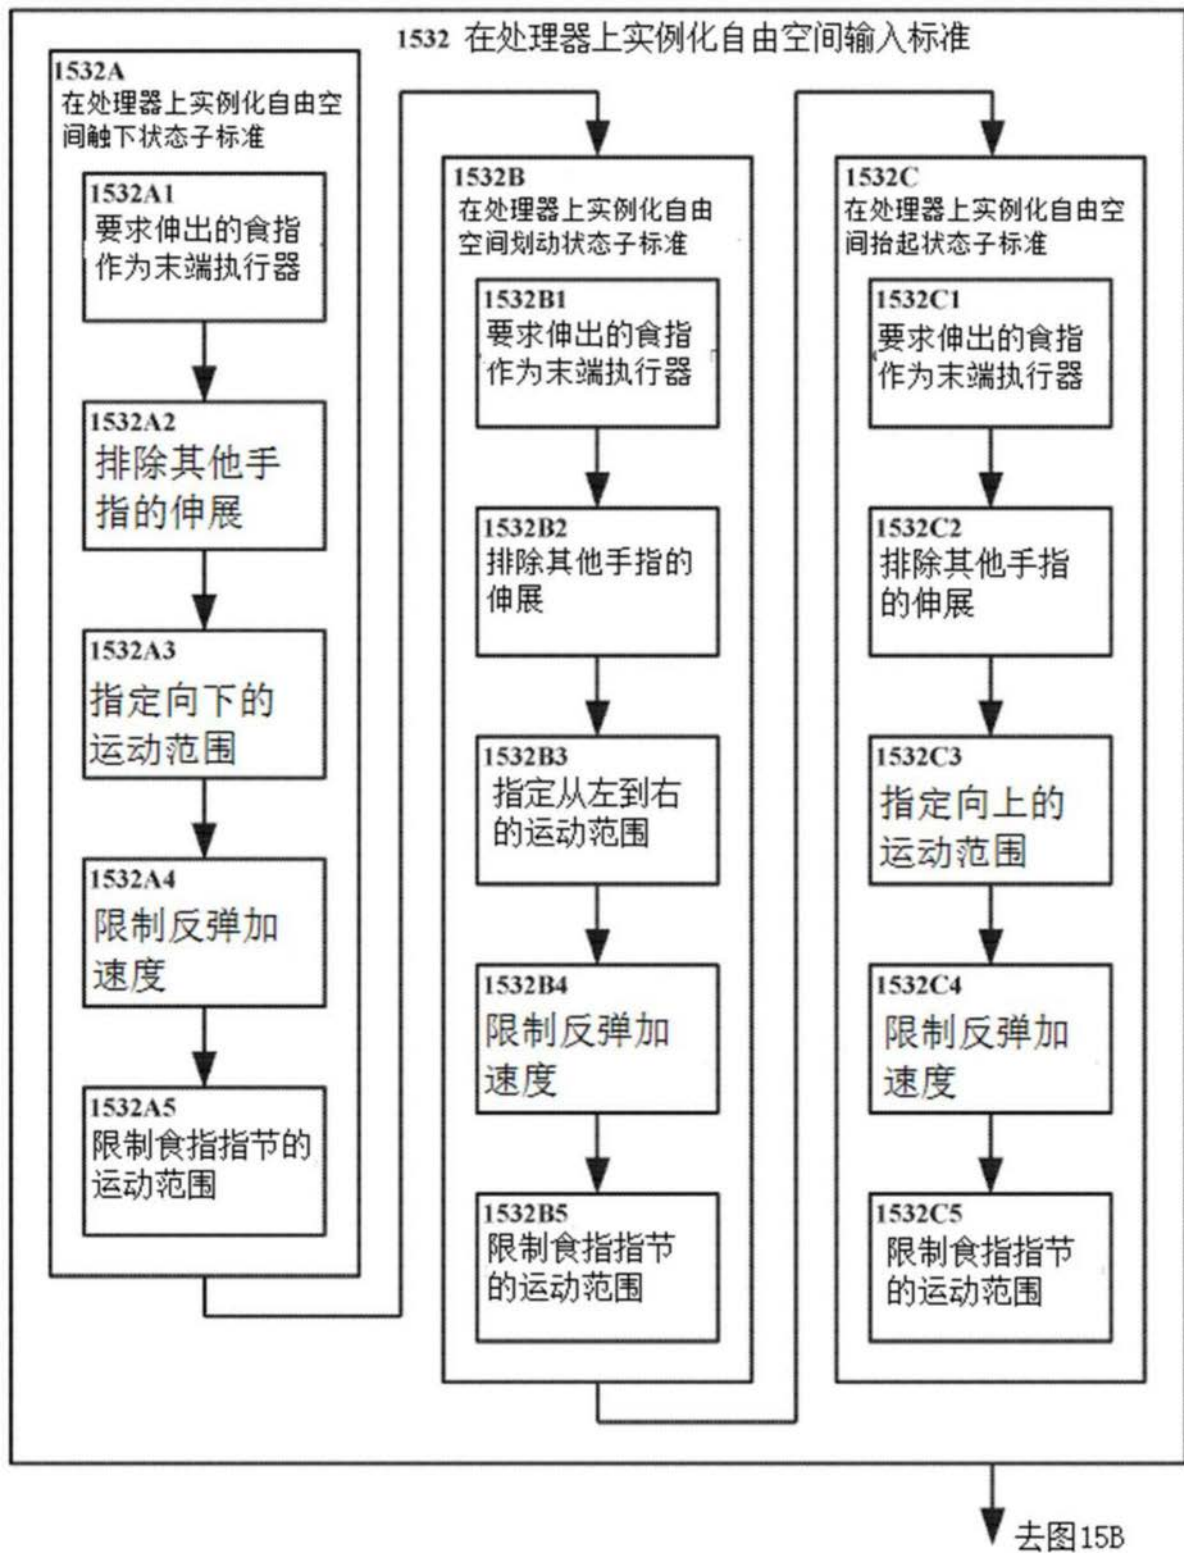 1532 在处理器上实例化自由空间输入标准
1532A
在处理器上实例化自由空
间触下状态子标准
1532A1
要求伸出的食指
作为末端执行器
1532A2
排除其他手
指的伸展
1532A3
指定向下的
运动范围
1532A4
限制反弹加
速度
1532A5
限制食指指节的
运动范围
1532B
在处理器上实例化自由
空间划动状态子标准
1532B1
要求伸出的食指
作为末端执行器
1532B2
排除其他手指的
伸展
1532B3
指定从左到右
的运动范围
1532B4
限制反弹加
速度
1532B5
限制食指指节
的运动范围
1532C
在处理器上实例化自由空
间抬起状态子标准
1532C1
要求伸出的食指
作为末端执行器
1532C2
排除其他手指
的伸展
1532C3
指定向上的
运动范围
1532C4
限制反弹加
速度
1532C5
限制食指指节
的运动范围
去图15B